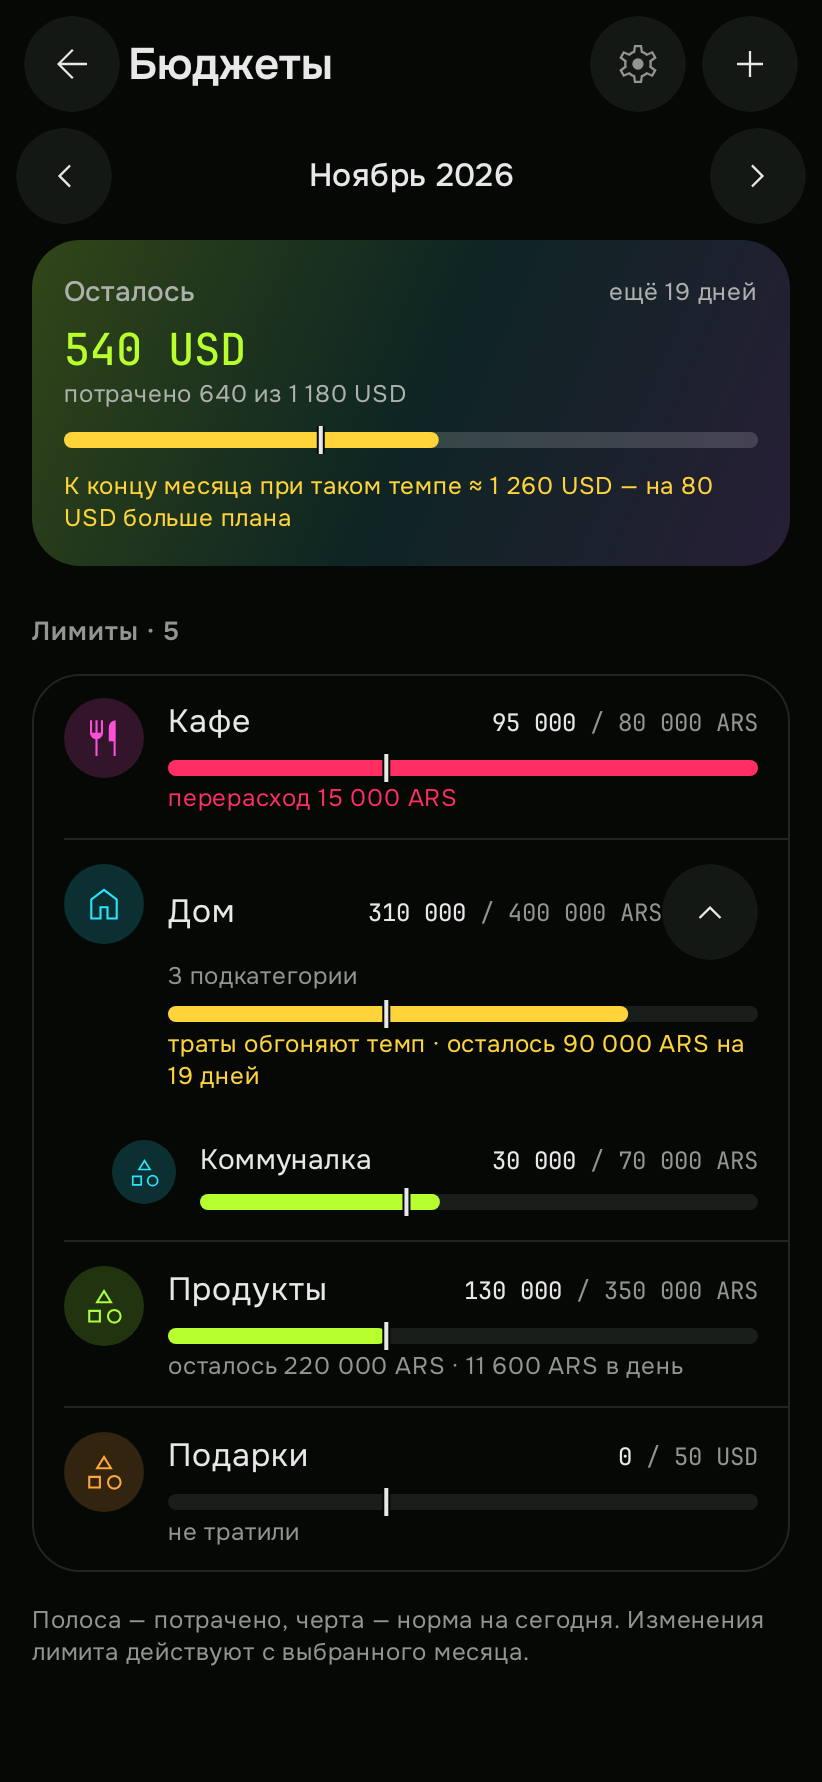 Бюджеты
Ноябрь 2026
Осталось ещё 19 дней
540 USD
потрачено 640 из 1 180 USD
К концу месяца при таком темпе ≈ 1 260 USD — на 80
USD больше плана
Лимиты · 5
Кафе 95 000 / 80 000 ARS
перерасход 15 000 ARS
Дом 310 000 / 400 000 ARS
3 подкатегории
траты обгоняют темп · осталось 90 000 ARS на
19 дней
Коммуналка 30 000 / 70 000 ARS
Продукты 130 000 / 350 000 ARS
осталось 220 000 ARS · 11 600 ARS в день
Подарки 0 / 50 USD
не тратили
Полоса — потрачено, черта — норма на сегодня. Изменения
лимита действуют с выбранного месяца.